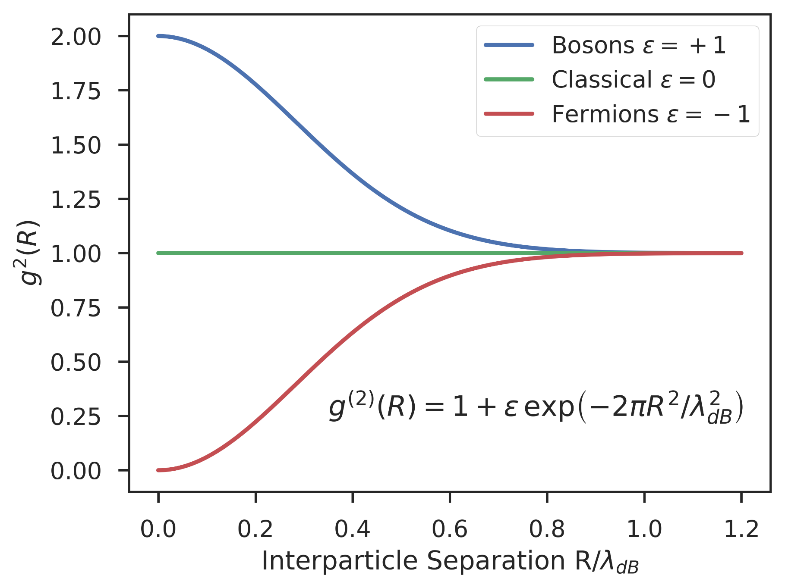 2.00
1.75
1.50
1.25
1.00
0.75
0.50
0.25
0.00
g²(R)
Bosons ε = +1
Classical ε = 0
Fermions ε = −1
g⁽²⁾(R) = 1 + ε exp(−2πR²/λ²_dB)
0.0 0.2 0.4 0.6 0.8 1.0 1.2
Interparticle Separation R/λ_dB